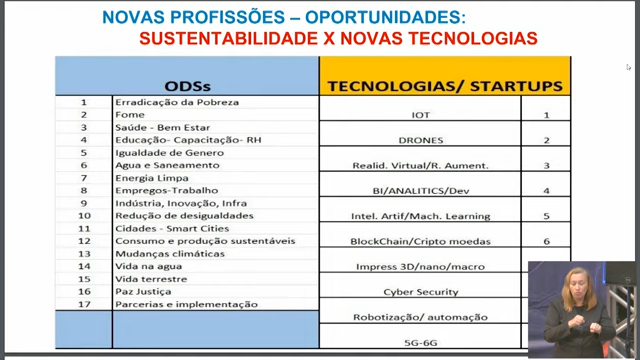 NOVAS PROFISSÕES – OPORTUNIDADES:
SUSTENTABILIDADE X NOVAS TECNOLOGIAS
ODSs
1 Erradicação da Pobreza
2 Fome
3 Saúde - Bem Estar
4 Educação- Capacitação- RH
5 Igualdade de Genero
6 Agua e Saneamento
7 Energia Limpa
8 Empregos-Trabalho
9 Indústria, Inovação, Infra
10 Redução de desigualdades
11 Cidades - Smart Cities
12 Consumo e produção sustentáveis
13 Mudanças climáticas
14 Vida na agua
15 Vida terrestre
16 Paz Justiça
17 Parcerias e implementação
TECNOLOGIAS/ STARTUPS
IOT 1
DRONES 2
Realid. Virtual/R. Aument. 3
BI/ANALITICS/Dev 4
Intel. Artif/Mach. Learning 5
BlockChain/Cripto moedas 6
Impress 3D/nano/macro
Cyber Security
Robotização/ automação
5G-6G